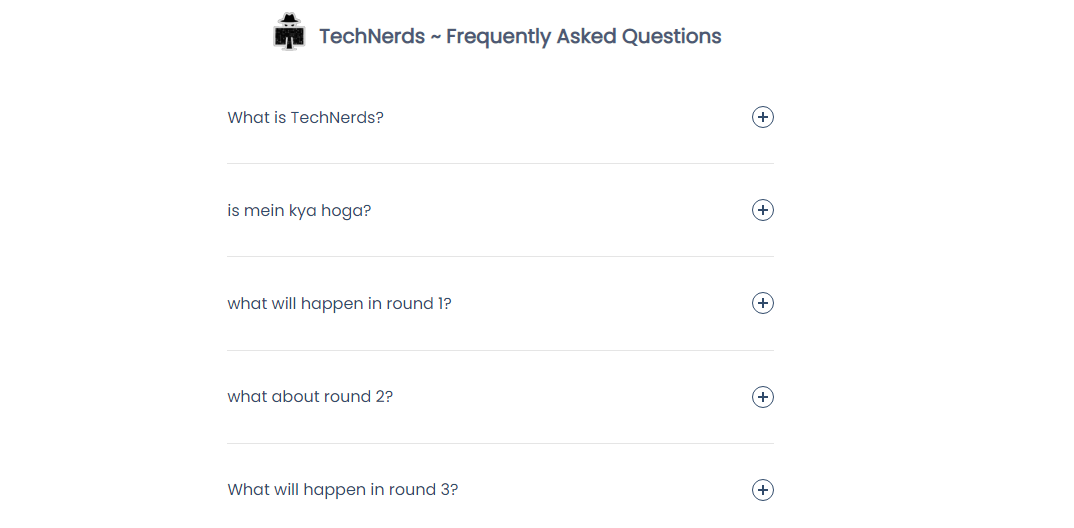 TechNerds ~ Frequently Asked Questions
What is TechNerds?
is mein kya hoga?
what will happen in round 1?
what about round 2?
What will happen in round 3?